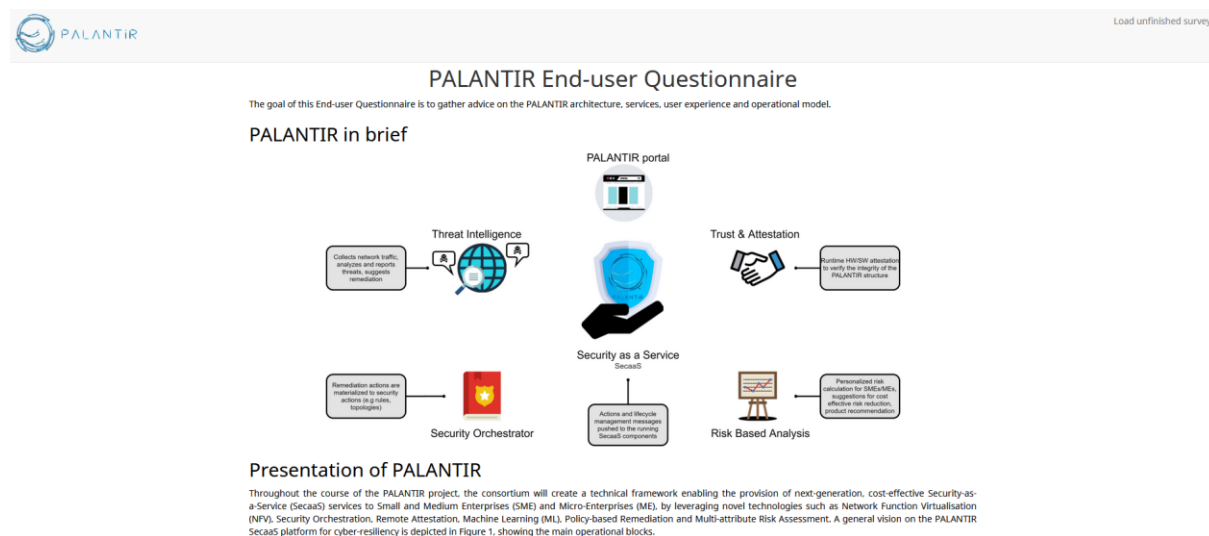 PALANTIR
Load unfinished survey
PALANTIR End-user Questionnaire
The goal of this End-user Questionnaire is to gather advice on the PALANTIR architecture, services, user experience and operational model.
PALANTIR in brief
PALANTIR portal
Threat Intelligence
Trust & Attestation
Collects network traffic,
analyzes and reports
threats, suggests
remediation
Runtime HW/SW attestation
to verify the integrity of the
PALANTIR structure
PALANTIR
Security as a Service
SecaaS
Remediation actions are
materialized to security
actions (e.g rules,
topologies)
Security Orchestrator
Actions and lifecycle
management messages
pushed to the running
SecaaS components
Risk Based Analysis
Personalized risk
calculation for SMEs/MEs,
suggestions for cost
effective risk reduction,
product recommendation
Presentation of PALANTIR
Throughout the course of the PALANTIR project, the consortium will create a technical framework enabling the provision of next-generation, cost-effective Security-as-
a-Service (SecaaS) services to Small and Medium Enterprises (SME) and Micro-Enterprises (ME), by leveraging novel technologies such as Network Function Virtualisation
(NFV), Security Orchestration, Remote Attestation, Machine Learning (ML), Policy-based Remediation and Multi-attribute Risk Assessment. A general vision on the PALANTIR
SecaaS platform for cyber-resiliency is depicted in Figure 1, showing the main operational blocks.